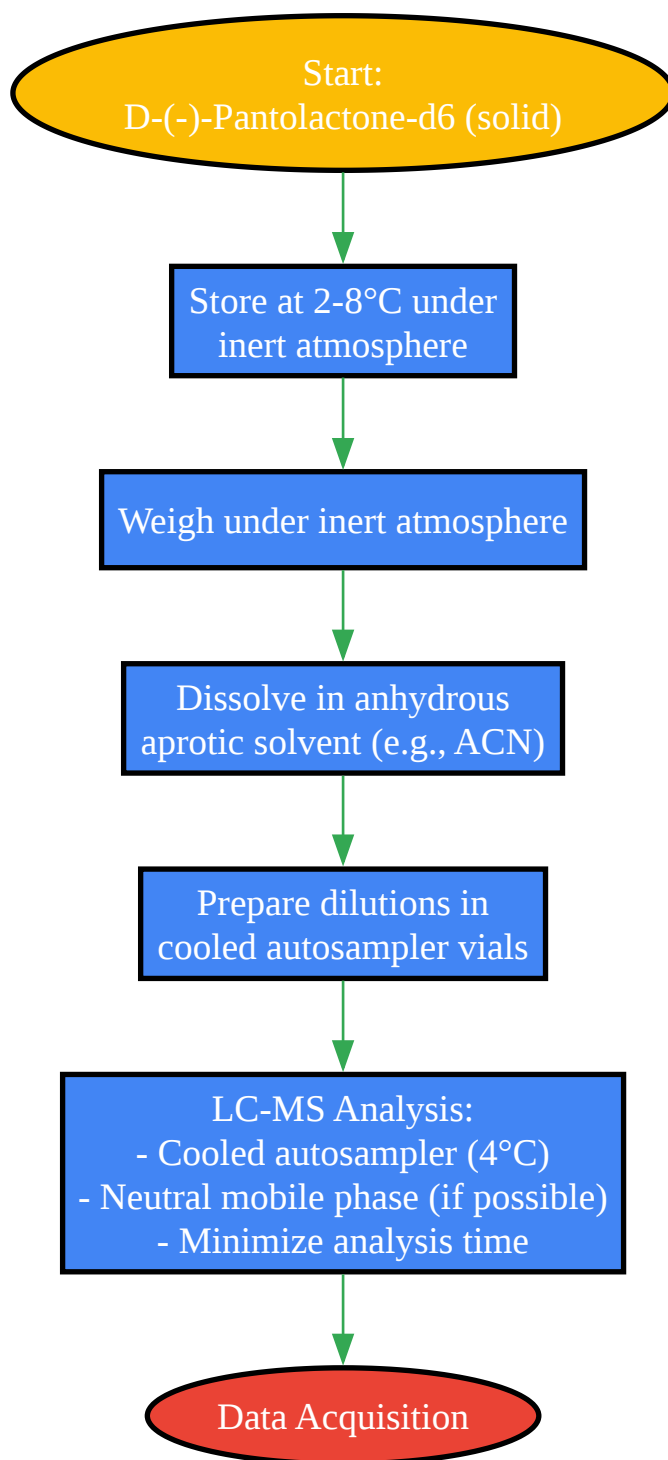 Start:
D-(-)-Pantolactone-d6 (solid)
Store at 2-8°C under
inert atmosphere
Weigh under inert atmosphere
Dissolve in anhydrous
aprotic solvent (e.g., ACN)
Prepare dilutions in
cooled autosampler vials
LC-MS Analysis:
- Cooled autosampler (4°C)
- Neutral mobile phase (if possible)
- Minimize analysis time
Data Acquisition